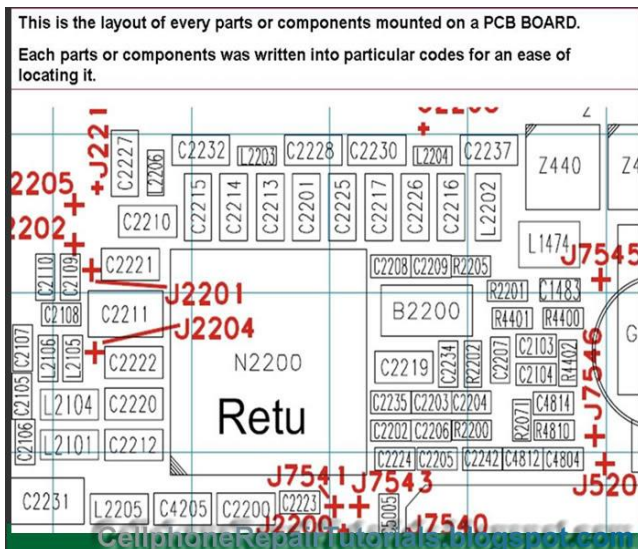 This is the layout of every parts or components mounted on a PCB BOARD.
Each parts or components was written into particular codes for an ease of
locating it.
J221
C2227
L2206
C2232
L2203
C2228
C2230
L2204
C2237
Z440
2205
C2215
C2214
C2213
C2201
C2225
C2217
C2226
C2216
L2202
2202
C2210
L1474
J7545
C2110
C2109
C2221
C2208
C2209
R2205
J2201
R2201
C1483
C2108
C2211
B2200
R4401
R4400
J2204
C2107
L2106
L2105
C2222
N2200
C2219
C2234
R2202
C2207
C2103
C2104
R4402
J7546
C2105
L2104
C2220
Retu
C2235
C2203
C2204
C4814
C2106
L2101
C2212
C2202
C2206
R2200
R2071
R4810
C2224
C2205
C2242
C4812
C4804
J7541
J7543
J520
C2231
L2205
C4205
C2200
C2223
J2200
J7540
CellphoneRepairTutorials.blogspot.com